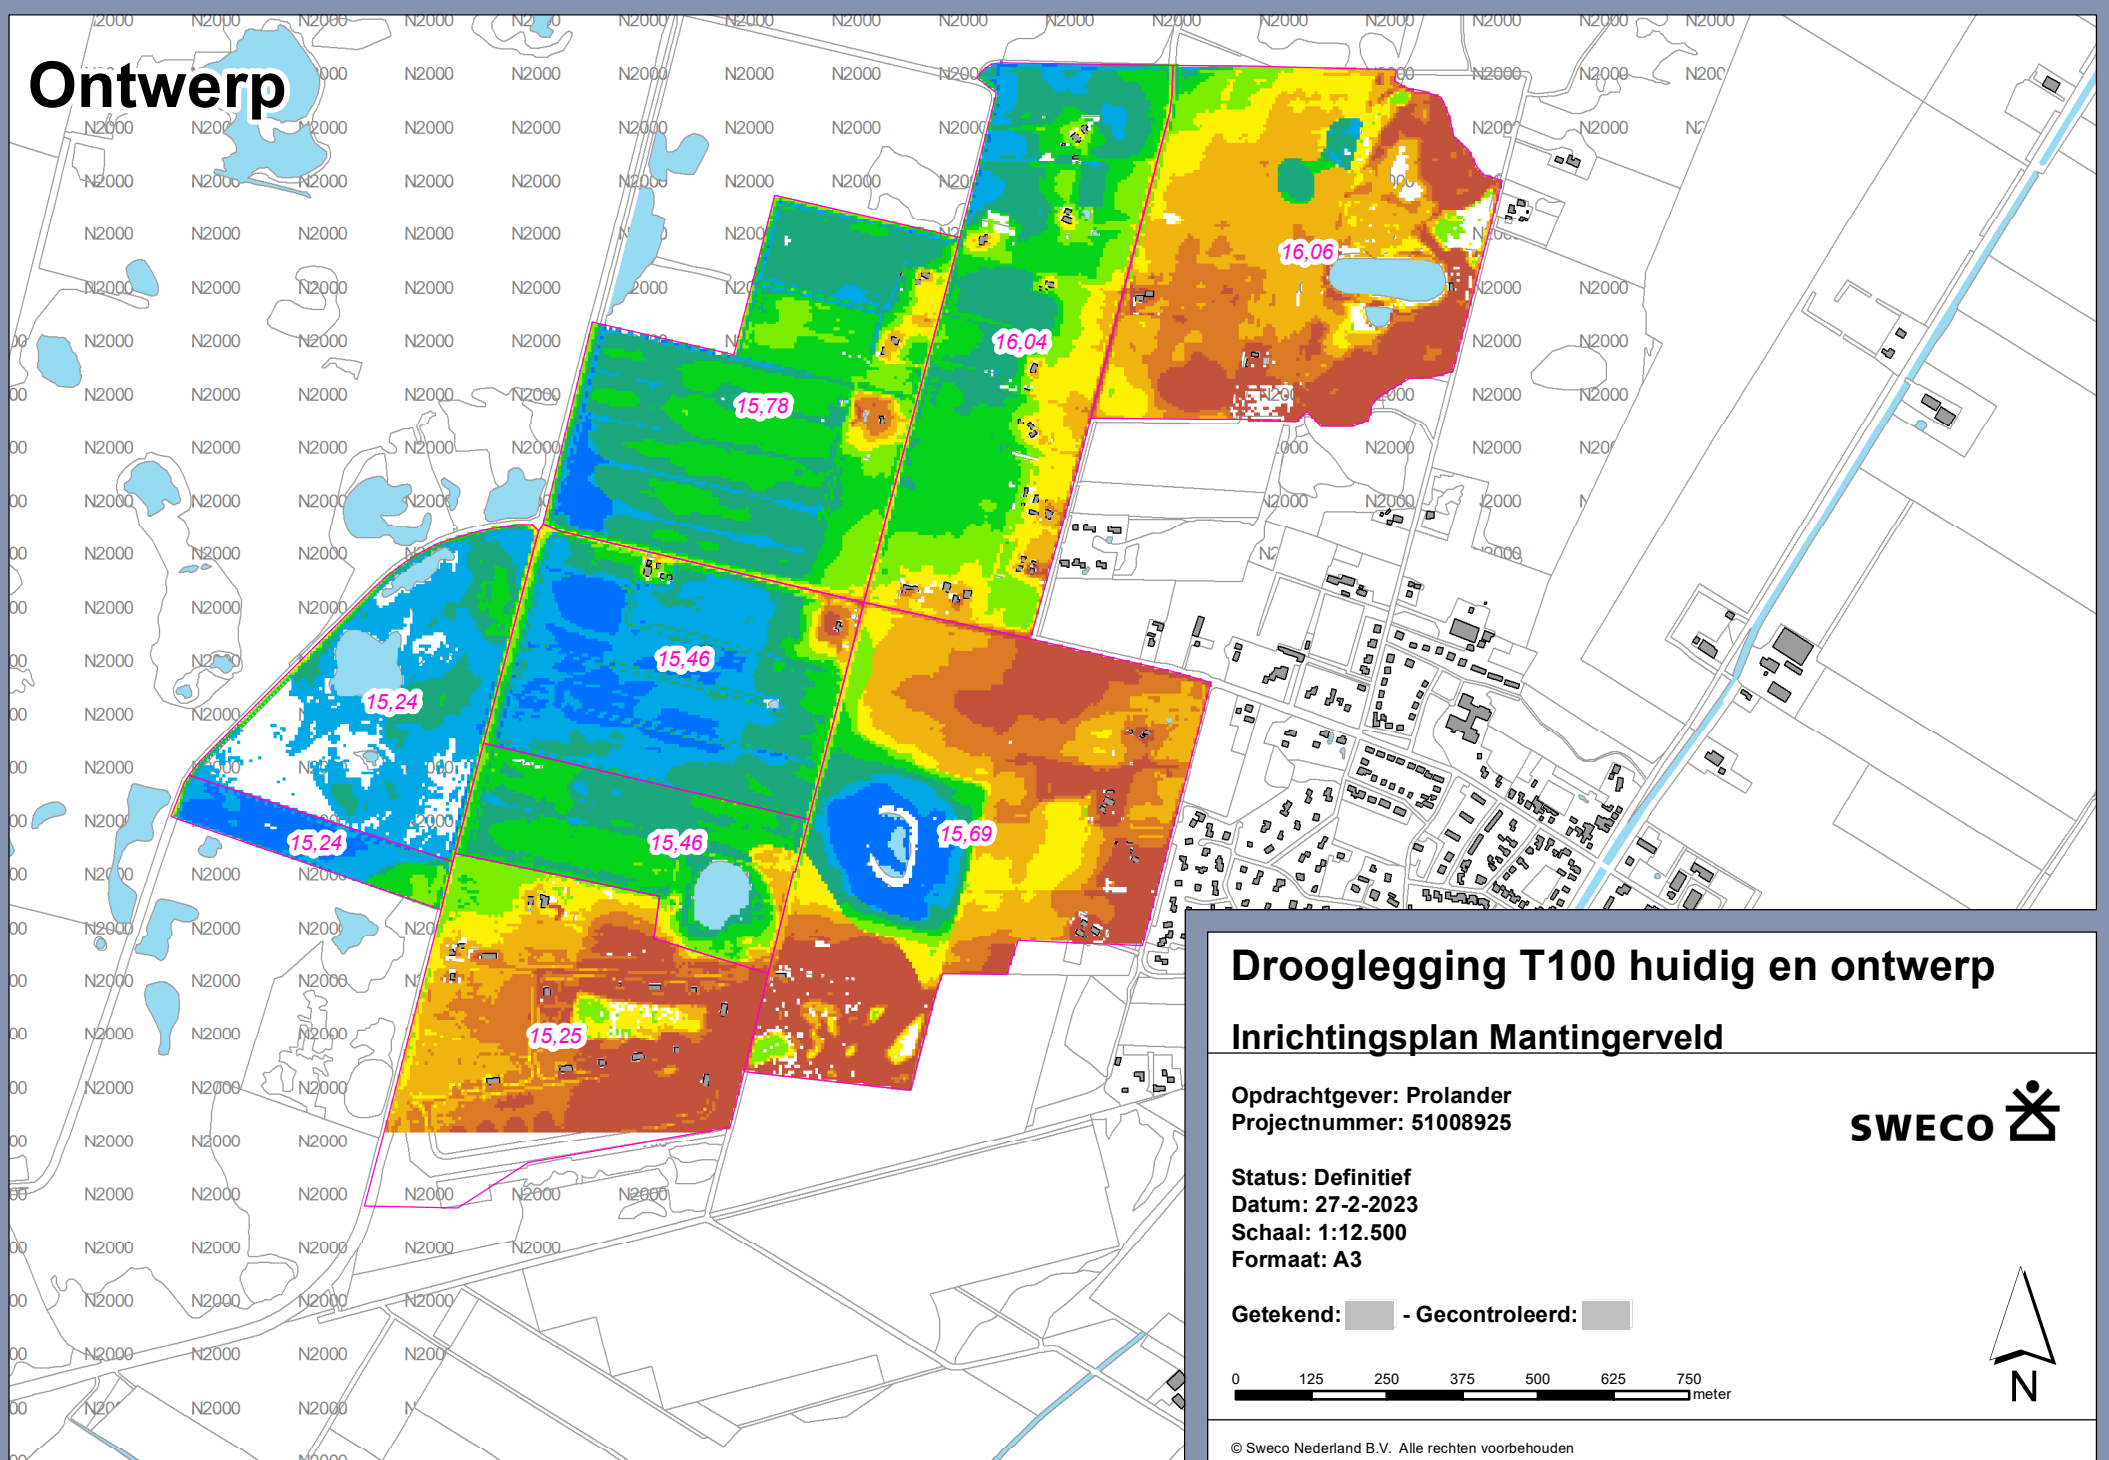 Ontwerp
N2000
16,06
16,04
15,78
15,46
15,24
15,69
15,46
15,24
15,25
Drooglegging T100 huidig en ontwerp
Inrichtingsplan Mantingerveld
Opdrachtgever: Prolander
Projectnummer: 51008925
SWECO
Status: Definitief
Datum: 27-2-2023
Schaal: 1:12.500
Formaat: A3
Getekend: - Gecontroleerd:
0 125 250 375 500 625 750
meter
N
© Sweco Nederland B.V. Alle rechten voorbehouden